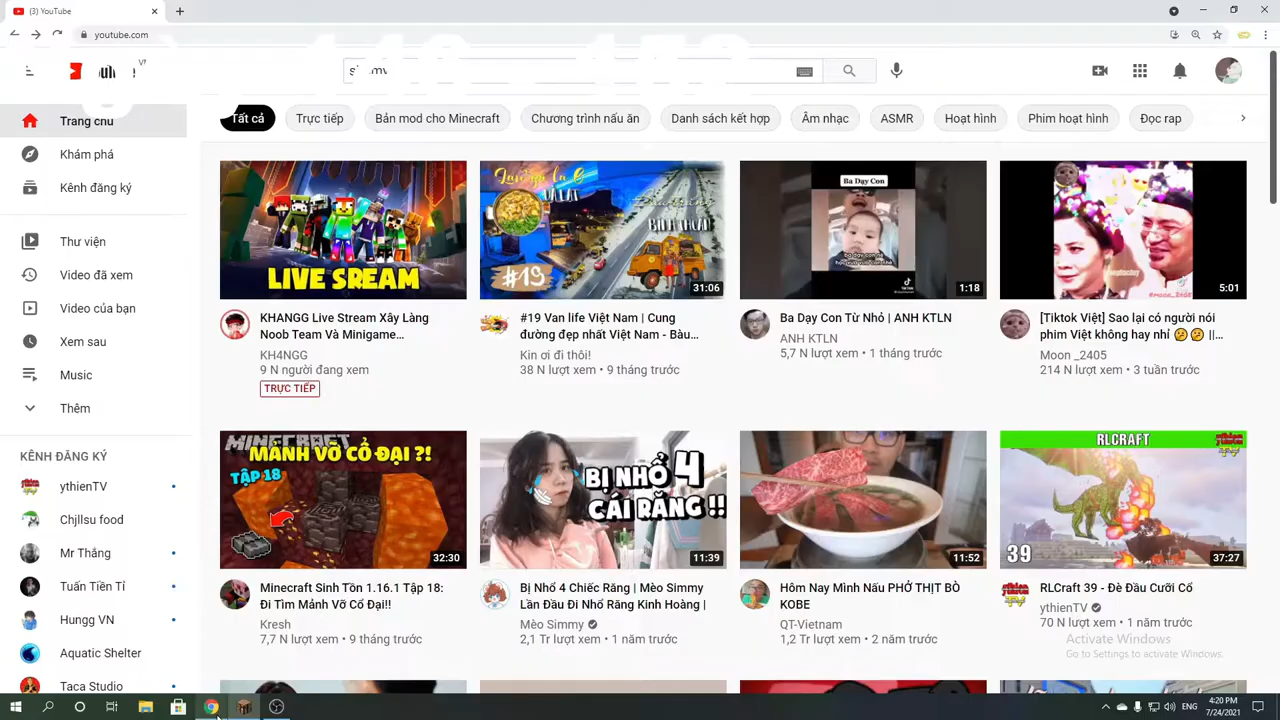 (3) YouTube
youtube.com
VN
Tất cả
Trực tiếp
Bản mod cho Minecraft
Chương trình nấu ăn
Danh sách kết hợp
Âm nhạc
ASMR
Hoạt hình
Phim hoạt hình
Đọc rap
Trang chủ
Khám phá
Kênh đăng ký
Thư viện
Video đã xem
Video của bạn
Xem sau
Music
Thêm
KÊNH ĐĂNG KÝ
ythienTV
Chjllsu food
Mr Thắng
Tuấn Tiền Tỉ
Hungg VN
Aquatic Shelter
Taca Studio
LIVE SREAM
KHANGG Live Stream Xây Làng
Noob Team Và Minigame…
KH4NGG
9 N người đang xem
TRỰC TIẾP
BÌNH THUẬN
#19
31:06
#19 Van life Việt Nam | Cung
đường đẹp nhất Việt Nam - Bàu…
Kin ơi đi thôi!
38 N lượt xem • 9 tháng trước
Ba Dạy Con
1:18
Ba Dạy Con Từ Nhỏ | ANH KTLN
ANH KTLN
5,7 N lượt xem • 1 tháng trước
5:01
[Tiktok Việt] Sao lại có người nói
phim Việt không hay nhỉ 😕😕 ||…
Moon _2405
214 N lượt xem • 3 tuần trước
MINECRAFT
MẢNH VỠ CỔ ĐẠI ?!
TẬP 18
32:30
Minecraft Sinh Tồn 1.16.1 Tập 18:
Đi Tìm Mảnh Vỡ Cổ Đại!!
Kresh
7,7 N lượt xem • 9 tháng trước
BỊ NHỔ 4
CÁI RĂNG !!
11:39
Bị Nhổ 4 Chiếc Răng | Mèo Simmy
Lần Đầu Đi Nhổ Răng Kinh Hoàng |
Mèo Simmy
2,1 Tr lượt xem • 1 năm trước
11:52
Hôm Nay Mình Nấu PHỞ THỊT BÒ
KOBE
QT-Vietnam
1,2 Tr lượt xem • 2 năm trước
RLCRAFT
39
37:27
RLCraft 39 - Đè Đầu Cưỡi Cổ
ythienTV
70 N lượt xem • 1 năm trước
Activate Windows
Go to Settings to activate Windows.
ENG
4:20 PM
7/24/2021